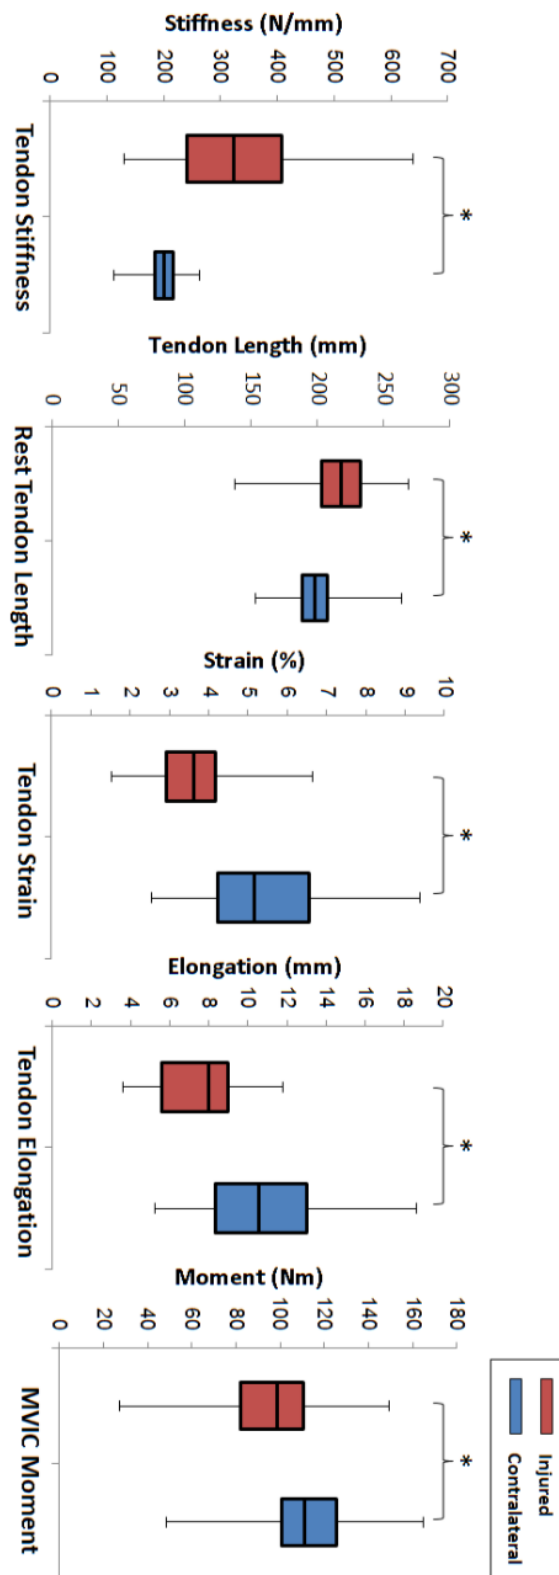 Stiffness (N/mm)
0 100 200 300 400 500 600 700
*
Tendon Stiffness
Tendon Length (mm)
0 50 100 150 200 250 300
*
Rest Tendon Length
Strain (%)
0 1 2 3 4 5 6 7 8 9 10
*
Tendon Strain
Elongation (mm)
0 2 4 6 8 10 12 14 16 18 20
*
Tendon Elongation
Moment (Nm)
0 20 40 60 80 100 120 140 160 180
*
MVIC Moment
Injured
Contralateral